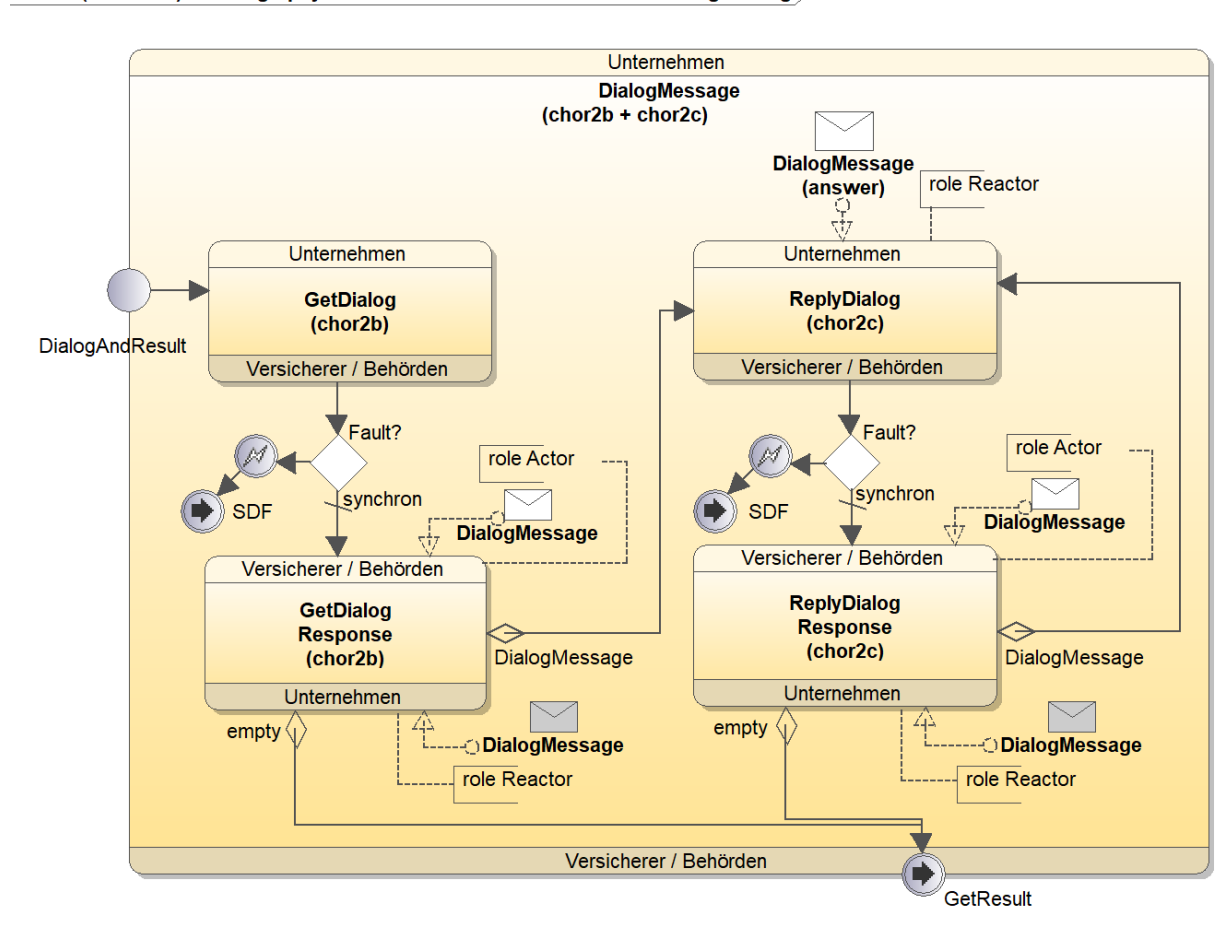 Unternehmen
DialogMessage
(chor2b + chor2c)
DialogMessage
(answer)
role Reactor
Unternehmen
GetDialog
(chor2b)
Versicherer / Behörden
Unternehmen
ReplyDialog
(chor2c)
Versicherer / Behörden
DialogAndResult
Fault?
role Actor
synchron
SDF
DialogMessage
Fault?
role Actor
synchron
SDF
DialogMessage
Versicherer / Behörden
GetDialog
Response
(chor2b)
Unternehmen
DialogMessage
Versicherer / Behörden
ReplyDialog
Response
(chor2c)
Unternehmen
DialogMessage
empty
DialogMessage
role Reactor
empty
DialogMessage
role Reactor
Versicherer / Behörden
GetResult